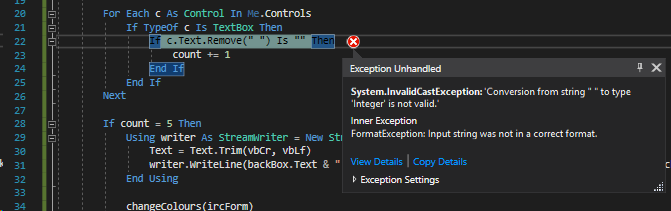 20 For Each c As Control In Me.Controls
21 If TypeOf c Is TextBox Then
22 If c.Text.Remove(" ") Is "" Then
23 count += 1
24 End If
25 End If
26 Next
27
28 If count = 5 Then
29 Using writer As StreamWriter = New Str
30 Text = Text.Trim(vbCr, vbLf)
31 writer.WriteLine(backBox.Text & "
32 End Using
33
34 changeColours(ircForm)
Exception Unhandled
System.InvalidCastException: 'Conversion from string " " to type
'Integer' is not valid.'
Inner Exception
FormatException: Input string was not in a correct format.
View Details | Copy Details
Exception Settings